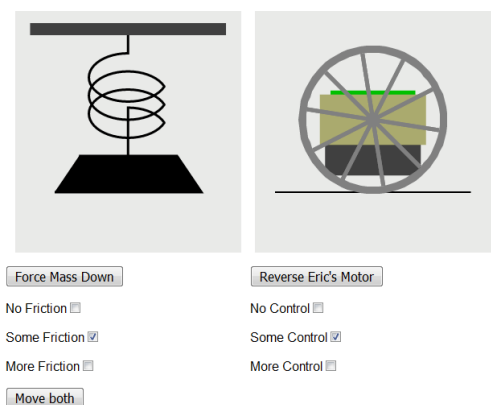 Force Mass Down
Reverse Eric's Motor
No Friction
No Control
Some Friction
Some Control
More Friction
More Control
Move both